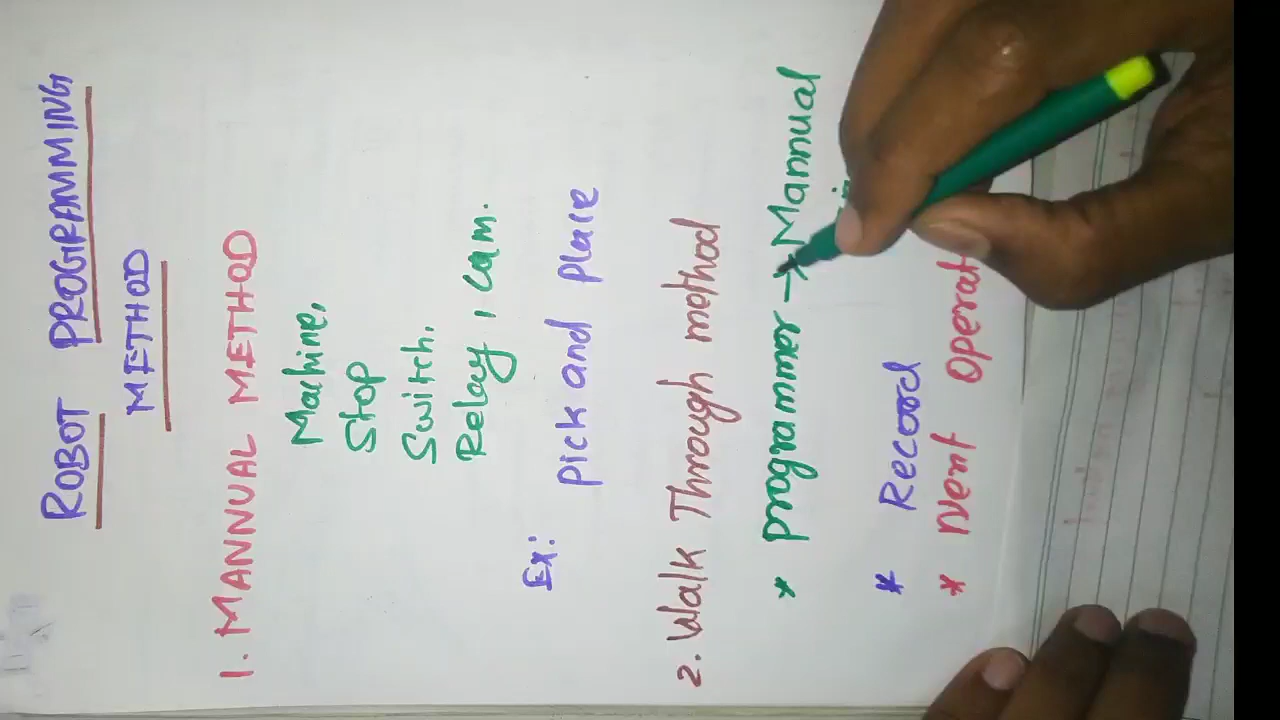 ROBOT PROGRAMMING
METHOD
1. MANNUAL METHOD
Machine,
Stop
Switch.
Relay, Cam.
Ex:
Pick and Place
2. Walk Through method
* programmer → Mannual
* Record
* Next Operat